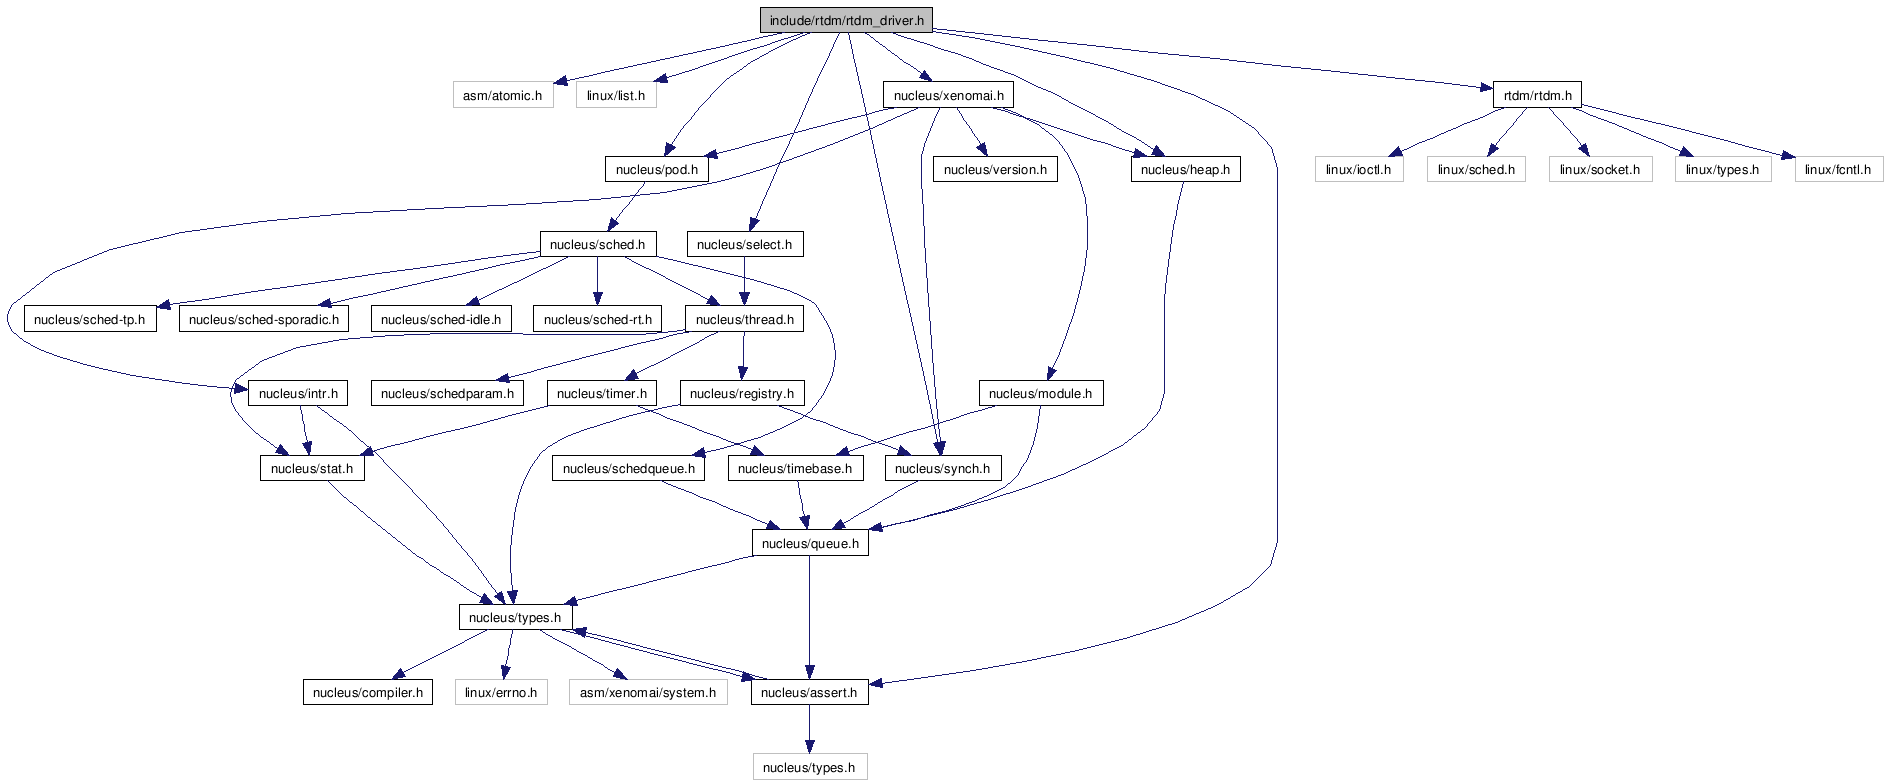 include/rtdm/rtdm_driver.h
asm/atomic.h
linux/list.h
nucleus/xenomai.h
rtdm/rtdm.h
nucleus/pod.h
nucleus/version.h
nucleus/heap.h
linux/ioctl.h
linux/sched.h
linux/socket.h
linux/types.h
linux/fcntl.h
nucleus/sched.h
nucleus/select.h
nucleus/sched-tp.h
nucleus/sched-sporadic.h
nucleus/sched-idle.h
nucleus/sched-rt.h
nucleus/thread.h
nucleus/intr.h
nucleus/schedparam.h
nucleus/timer.h
nucleus/registry.h
nucleus/module.h
nucleus/stat.h
nucleus/schedqueue.h
nucleus/timebase.h
nucleus/synch.h
nucleus/queue.h
nucleus/types.h
nucleus/compiler.h
linux/errno.h
asm/xenomai/system.h
nucleus/assert.h
nucleus/types.h